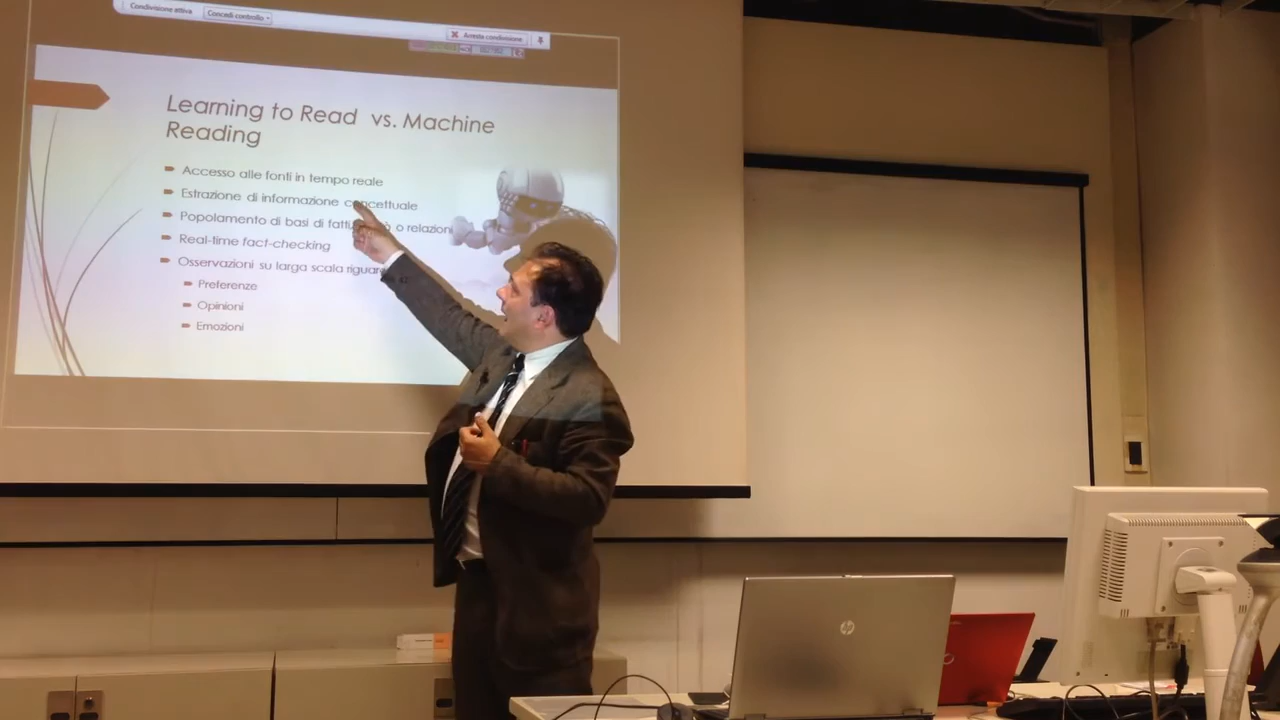 Condivisione attiva Concedi controllo
Arresta condivisione
Learning to Read vs. Machine
Reading
Accesso alle fonti in tempo reale
Estrazione di informazione concettuale
Popolamento di basi di fatti o relazioni
Real-time fact-checking
Osservazioni su larga scala riguar
Preferenze
Opinioni
Emozioni
hp